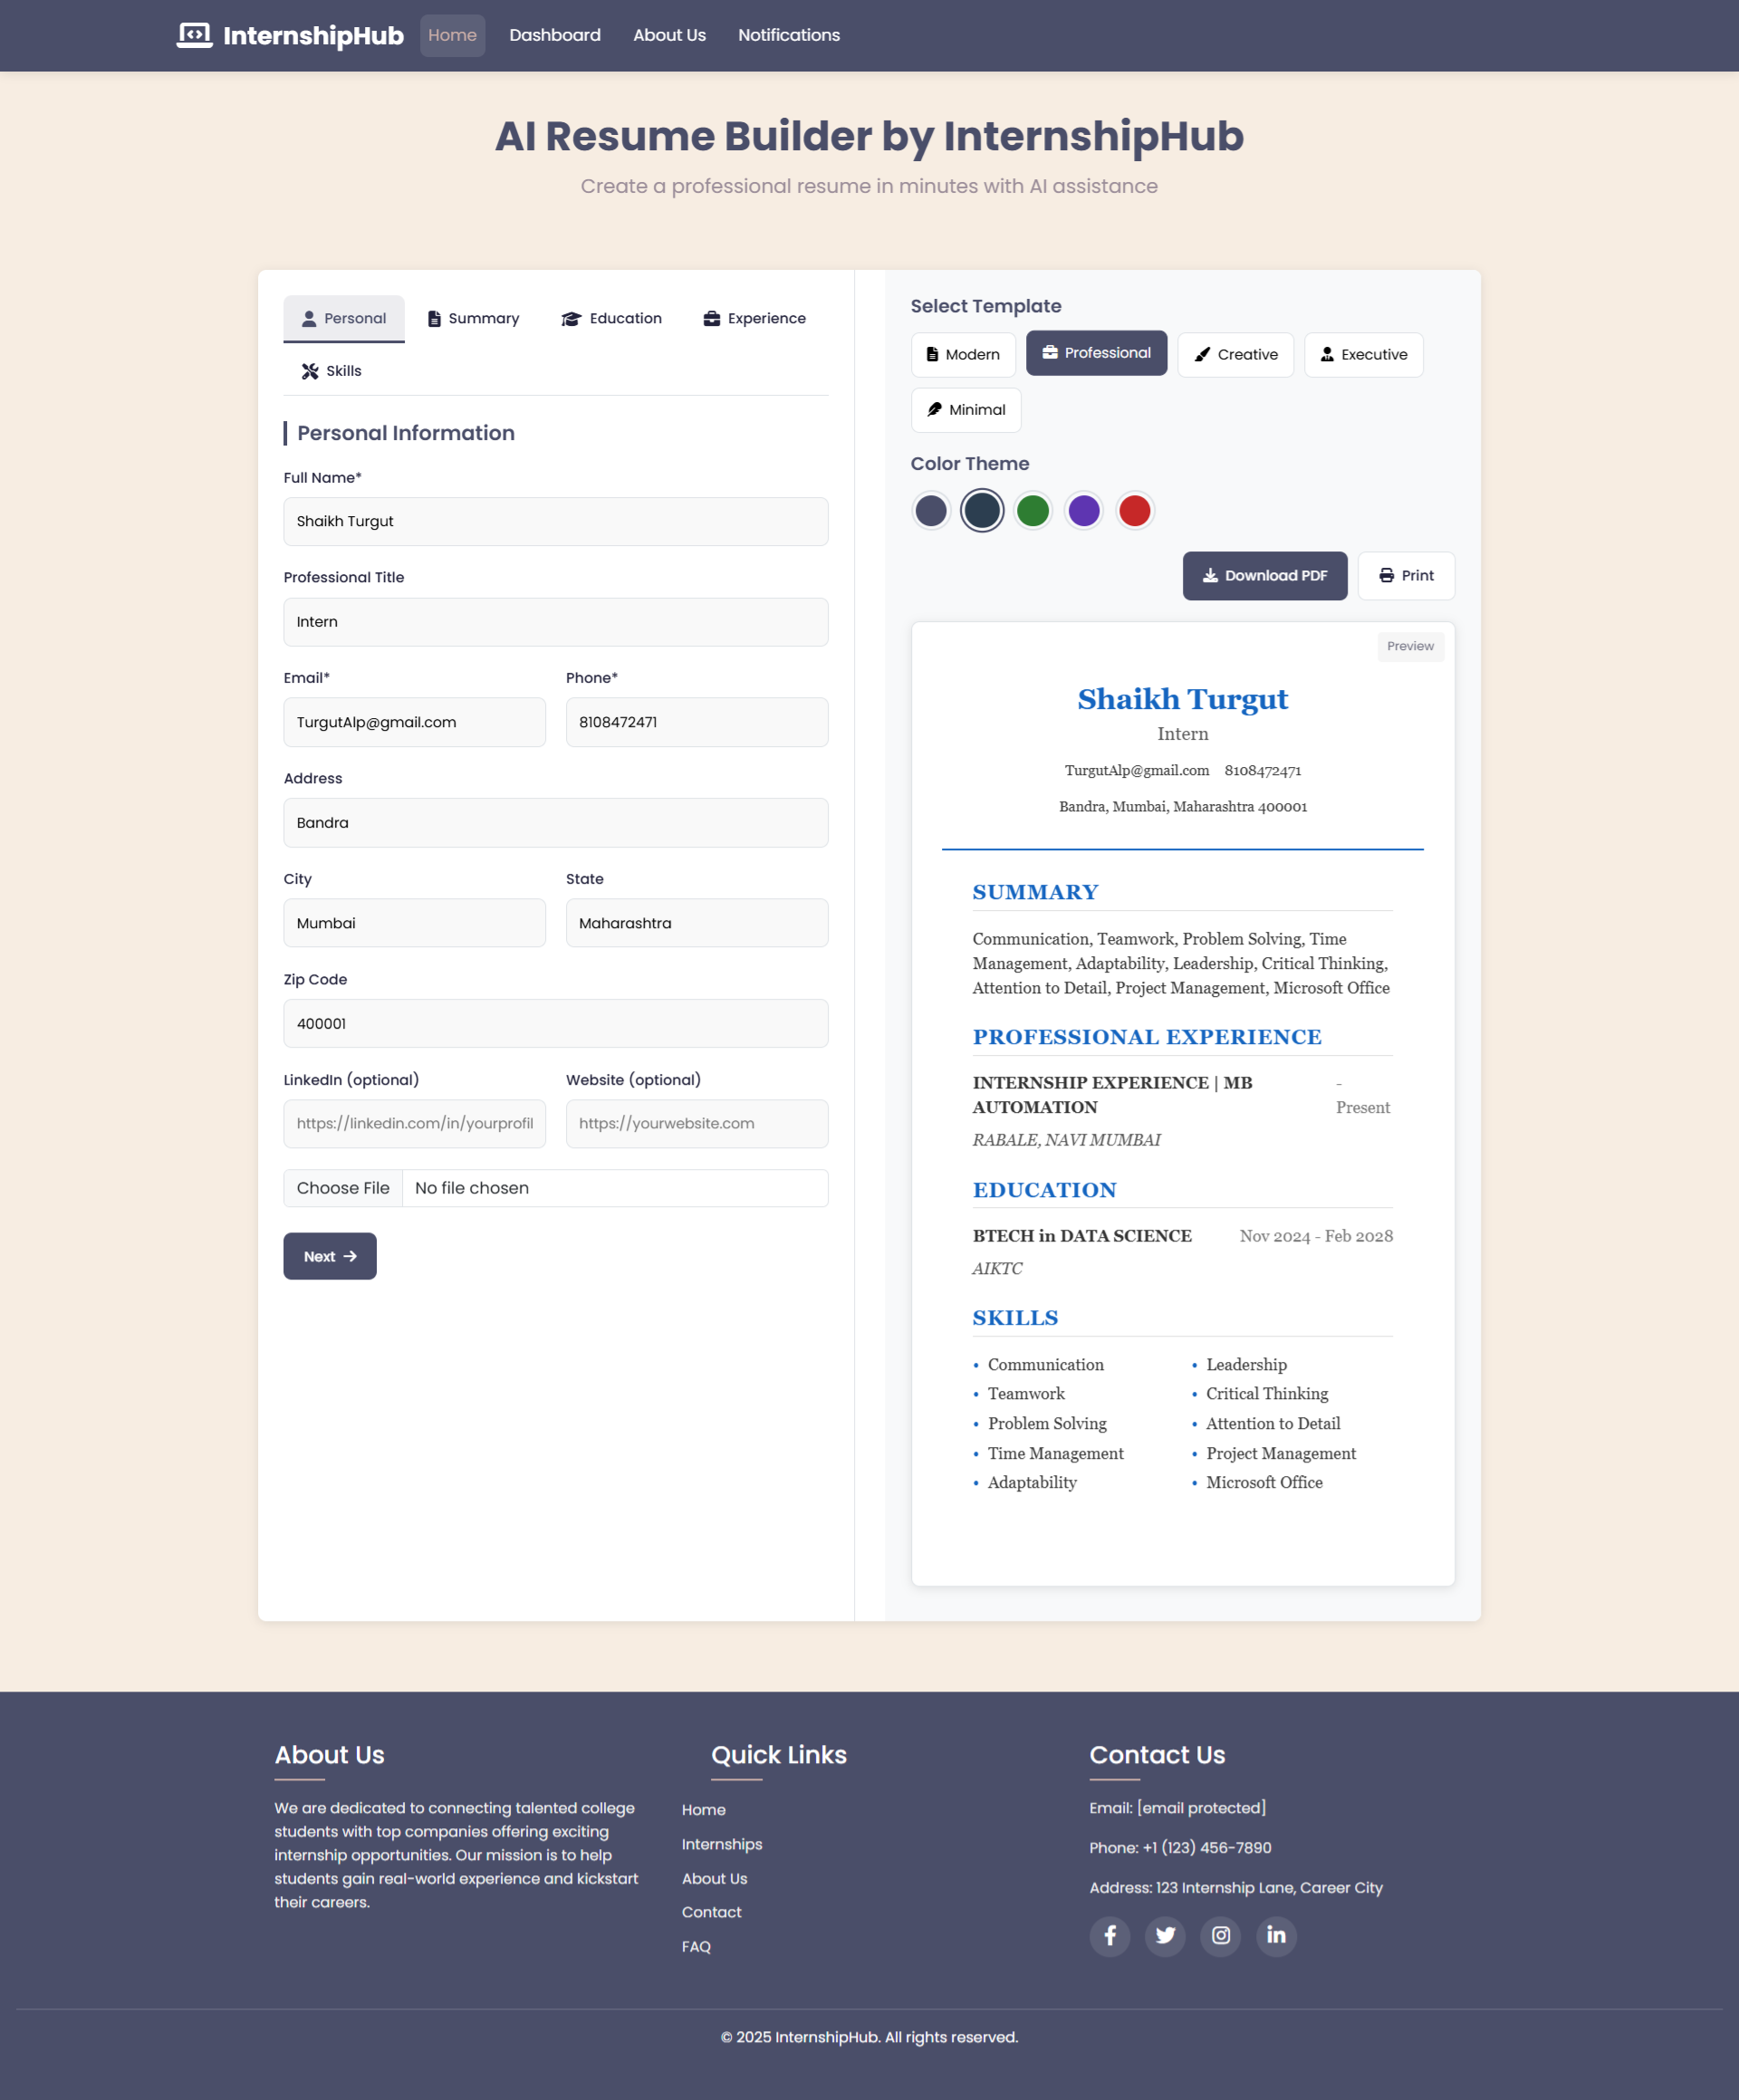 InternshipHub Home Dashboard About Us Notifications
AI Resume Builder by InternshipHub
Create a professional resume in minutes with AI assistance
Personal Summary Education Experience
Skills
Personal Information
Full Name*
Shaikh Turgut
Professional Title
Intern
Email* Phone*
TurgutAlp@gmail.com 8108472471
Address
Bandra
City State
Mumbai Maharashtra
Zip Code
400001
LinkedIn (optional) Website (optional)
https://linkedin.com/in/yourprofil https://yourwebsite.com
Choose File No file chosen
Next
Select Template
Modern Professional Creative Executive
Minimal
Color Theme
Download PDF Print
Preview
Shaikh Turgut
Intern
TurgutAlp@gmail.com 8108472471
Bandra, Mumbai, Maharashtra 400001
SUMMARY
Communication, Teamwork, Problem Solving, Time
Management, Adaptability, Leadership, Critical Thinking,
Attention to Detail, Project Management, Microsoft Office
PROFESSIONAL EXPERIENCE
INTERNSHIP EXPERIENCE | MB -
AUTOMATION Present
RABALE, NAVI MUMBAI
EDUCATION
BTECH in DATA SCIENCE Nov 2024 - Feb 2028
AIKTC
SKILLS
• Communication • Leadership
• Teamwork • Critical Thinking
• Problem Solving • Attention to Detail
• Time Management • Project Management
• Adaptability • Microsoft Office
About Us
We are dedicated to connecting talented college
students with top companies offering exciting
internship opportunities. Our mission is to help
students gain real-world experience and kickstart
their careers.
Quick Links
Home
Internships
About Us
Contact
FAQ
Contact Us
Email: [email protected]
Phone: +1 (123) 456-7890
Address: 123 Internship Lane, Career City
© 2025 InternshipHub. All rights reserved.